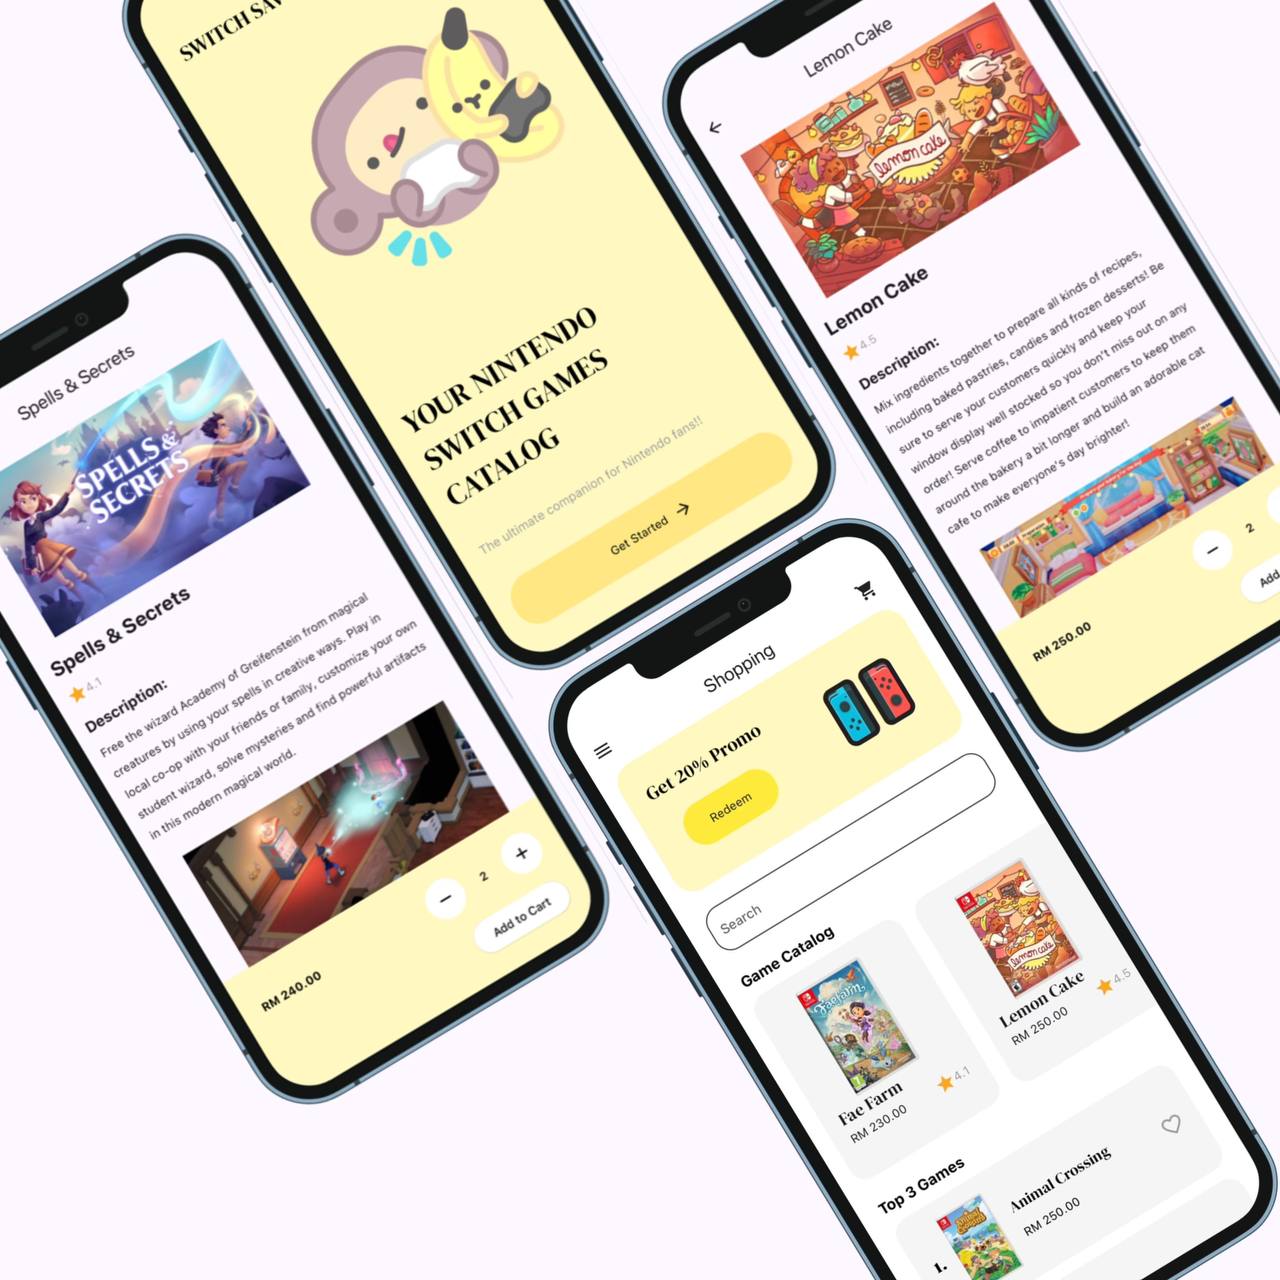 SWITCH SAV
YOUR NINTENDO
SWITCH GAMES
CATALOG
The ultimate companion for Nintendo fans!!
Get Started
Lemon Cake
lemon cake
Lemon Cake
4.5
Description:
Mix ingredients together to prepare all kinds of recipes,
including baked pastries, candies and frozen desserts! Be
sure to serve your customers quickly and keep your
window display well stocked so you don't miss out on any
order! Serve coffee to impatient customers to keep them
around the bakery a bit longer and build an adorable cat
cafe to make everyone's day brighter!
2
Add
RM 250.00
Spells & Secrets
SPELLS &
SECRETS
Spells & Secrets
4.1
Description:
Free the wizard Academy of Greifenstein from magical
creatures by using your spells in creative ways. Play in
local co-op with your friends or family, customize your own
student wizard, solve mysteries and find powerful artifacts
in this modern magical world.
2
Add to Cart
RM 240.00
Shopping
Get 20% Promo
Redeem
Search
Game Catalog
Faefarm
Fae Farm
4.1
RM 230.00
lemon cake
Lemon Cake
4.5
RM 250.00
Top 3 Games
1.
Animal Crossing
Animal Crossing
RM 250.00